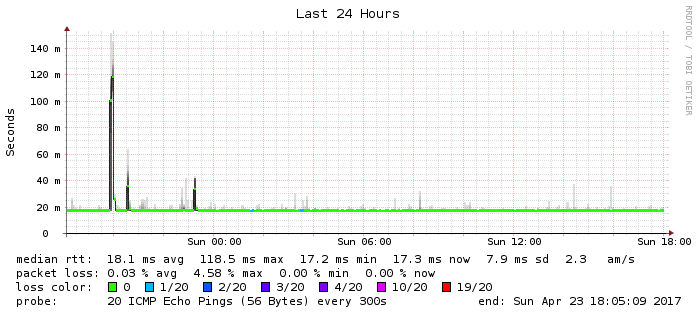 Last 24 Hours
RRDTOOL / TOBI OETIKER
Seconds
140 m
120 m
100 m
80 m
60 m
40 m
20 m
0
Sun 00:00 Sun 06:00 Sun 12:00 Sun 18:00
median rtt: 18.1 ms avg 118.5 ms max 17.2 ms min 17.3 ms now 7.9 ms sd 2.3 am/s
packet loss: 0.03 % avg 4.58 % max 0.00 % min 0.00 % now
loss color: 0 1/20 2/20 3/20 4/20 10/20 19/20
probe: 20 ICMP Echo Pings (56 Bytes) every 300s end: Sun Apr 23 18:05:09 2017